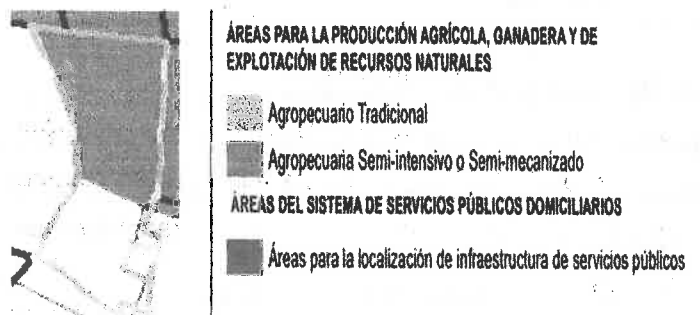 ÁREAS PARA LA PRODUCCIÓN AGRÍCOLA, GANADERA Y DE
EXPLOTACIÓN DE RECURSOS NATURALES
Agropecuario Tradicional
Agropecuaria Semi-intensivo o Semi-mecanizado
ÁREAS DEL SISTEMA DE SERVICIOS PÚBLICOS DOMICILIARIOS
Áreas para la localización de infraestructura de servicios públicos